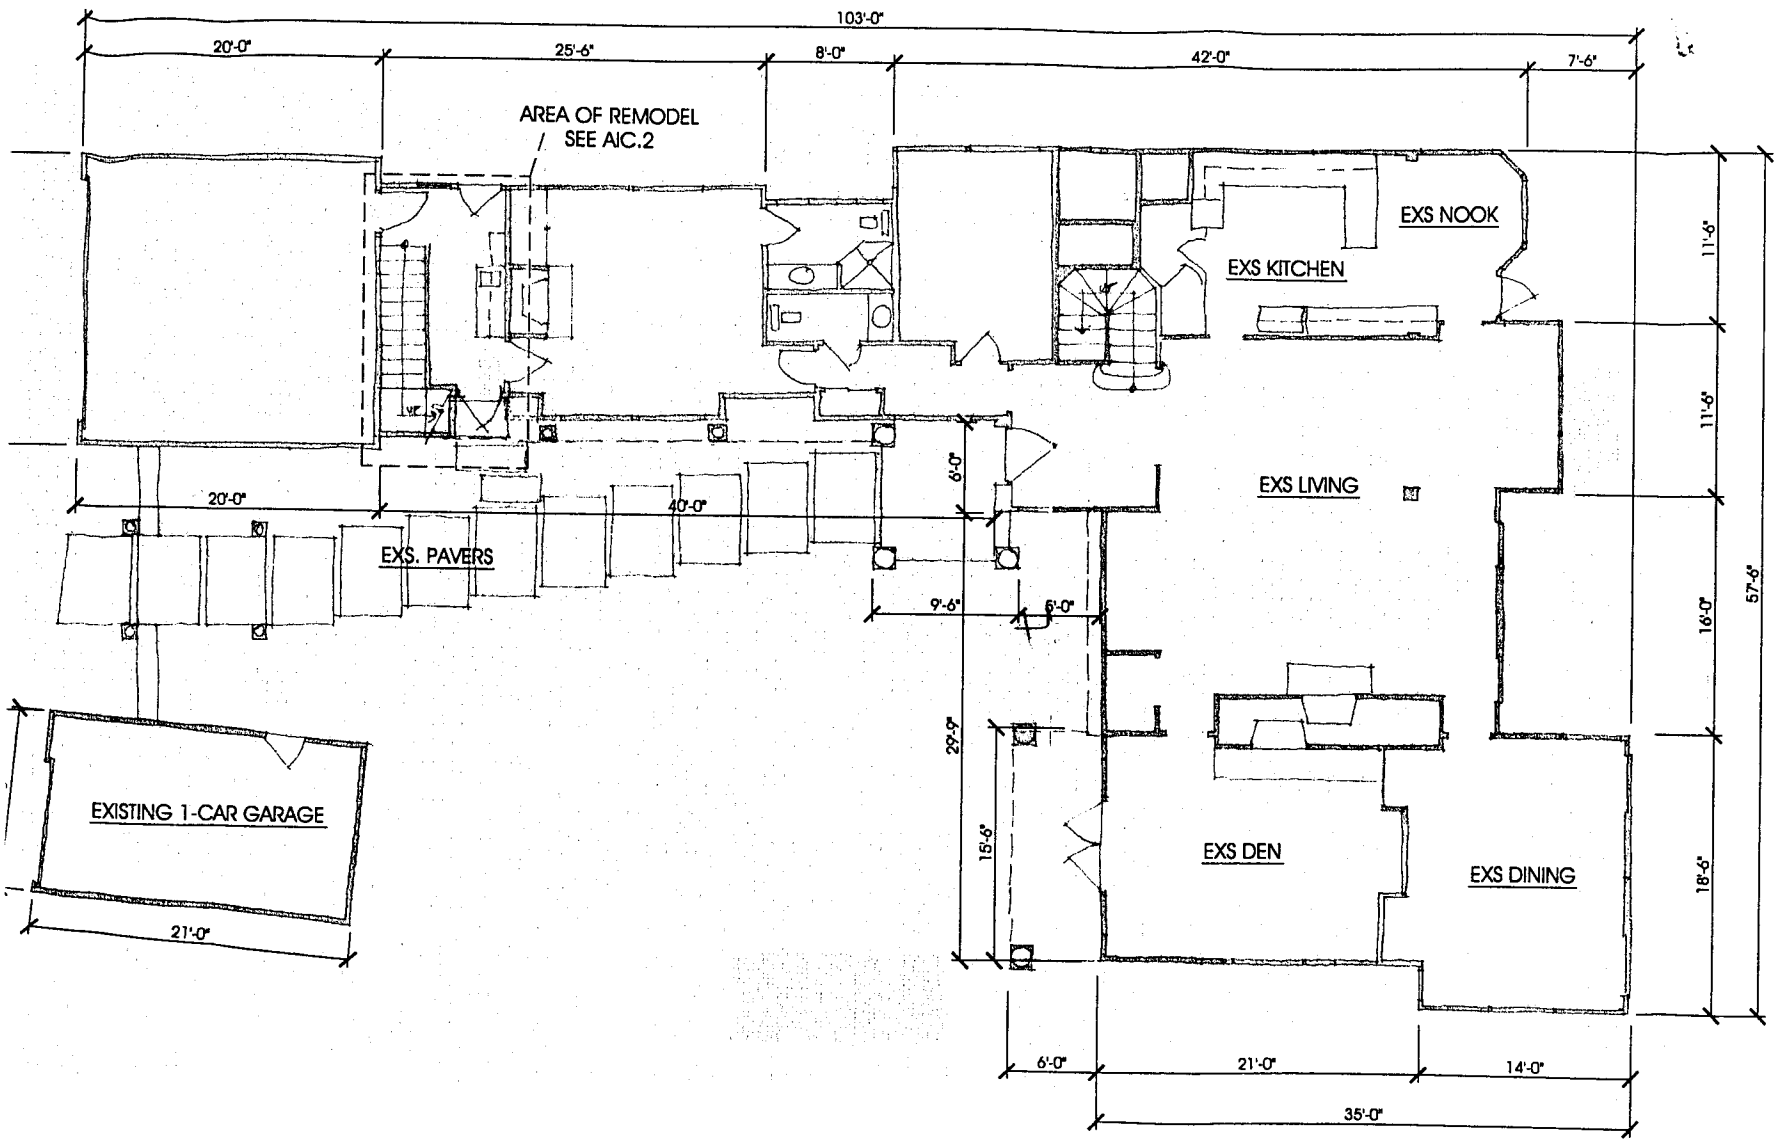 103'-0"
20'-0"
25'-6"
8'-0"
42'-0"
7'-6"
AREA OF REMODEL
SEE AIC.2
EXS NOOK
EXS KITCHEN
11'-6"
11'-6"
6'-0"
EXS LIVING
20'-0"
40'-0"
EXS. PAVERS
9'-6"
5'-0"
16'-0"
57'-6"
29'-9"
15'-6"
EXISTING 1-CAR GARAGE
EXS DEN
EXS DINING
18'-6"
21'-0"
6'-0"
21'-0"
14'-0"
35'-0"